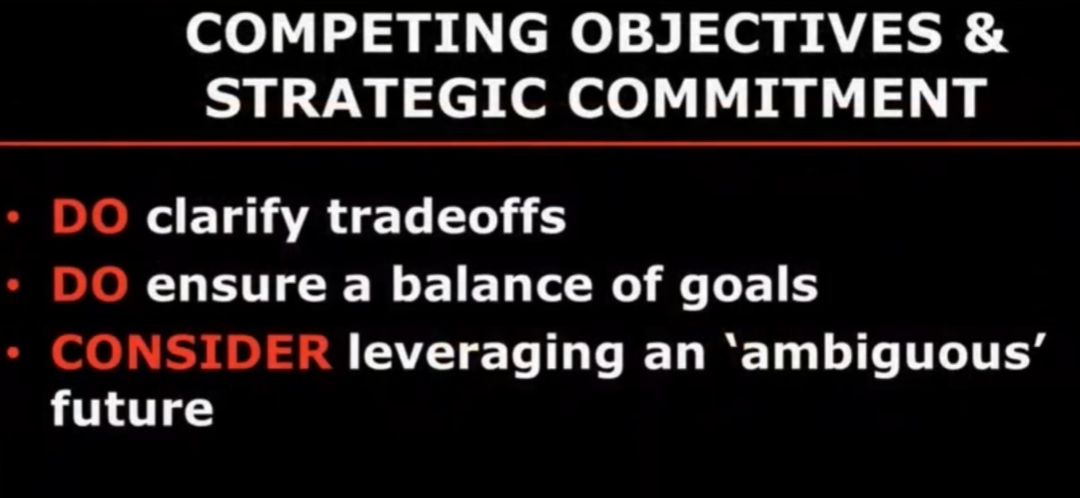 COMPETING OBJECTIVES &
STRATEGIC COMMITMENT
• DO clarify tradeoffs
• DO ensure a balance of goals
• CONSIDER leveraging an ‘ambiguous’
future